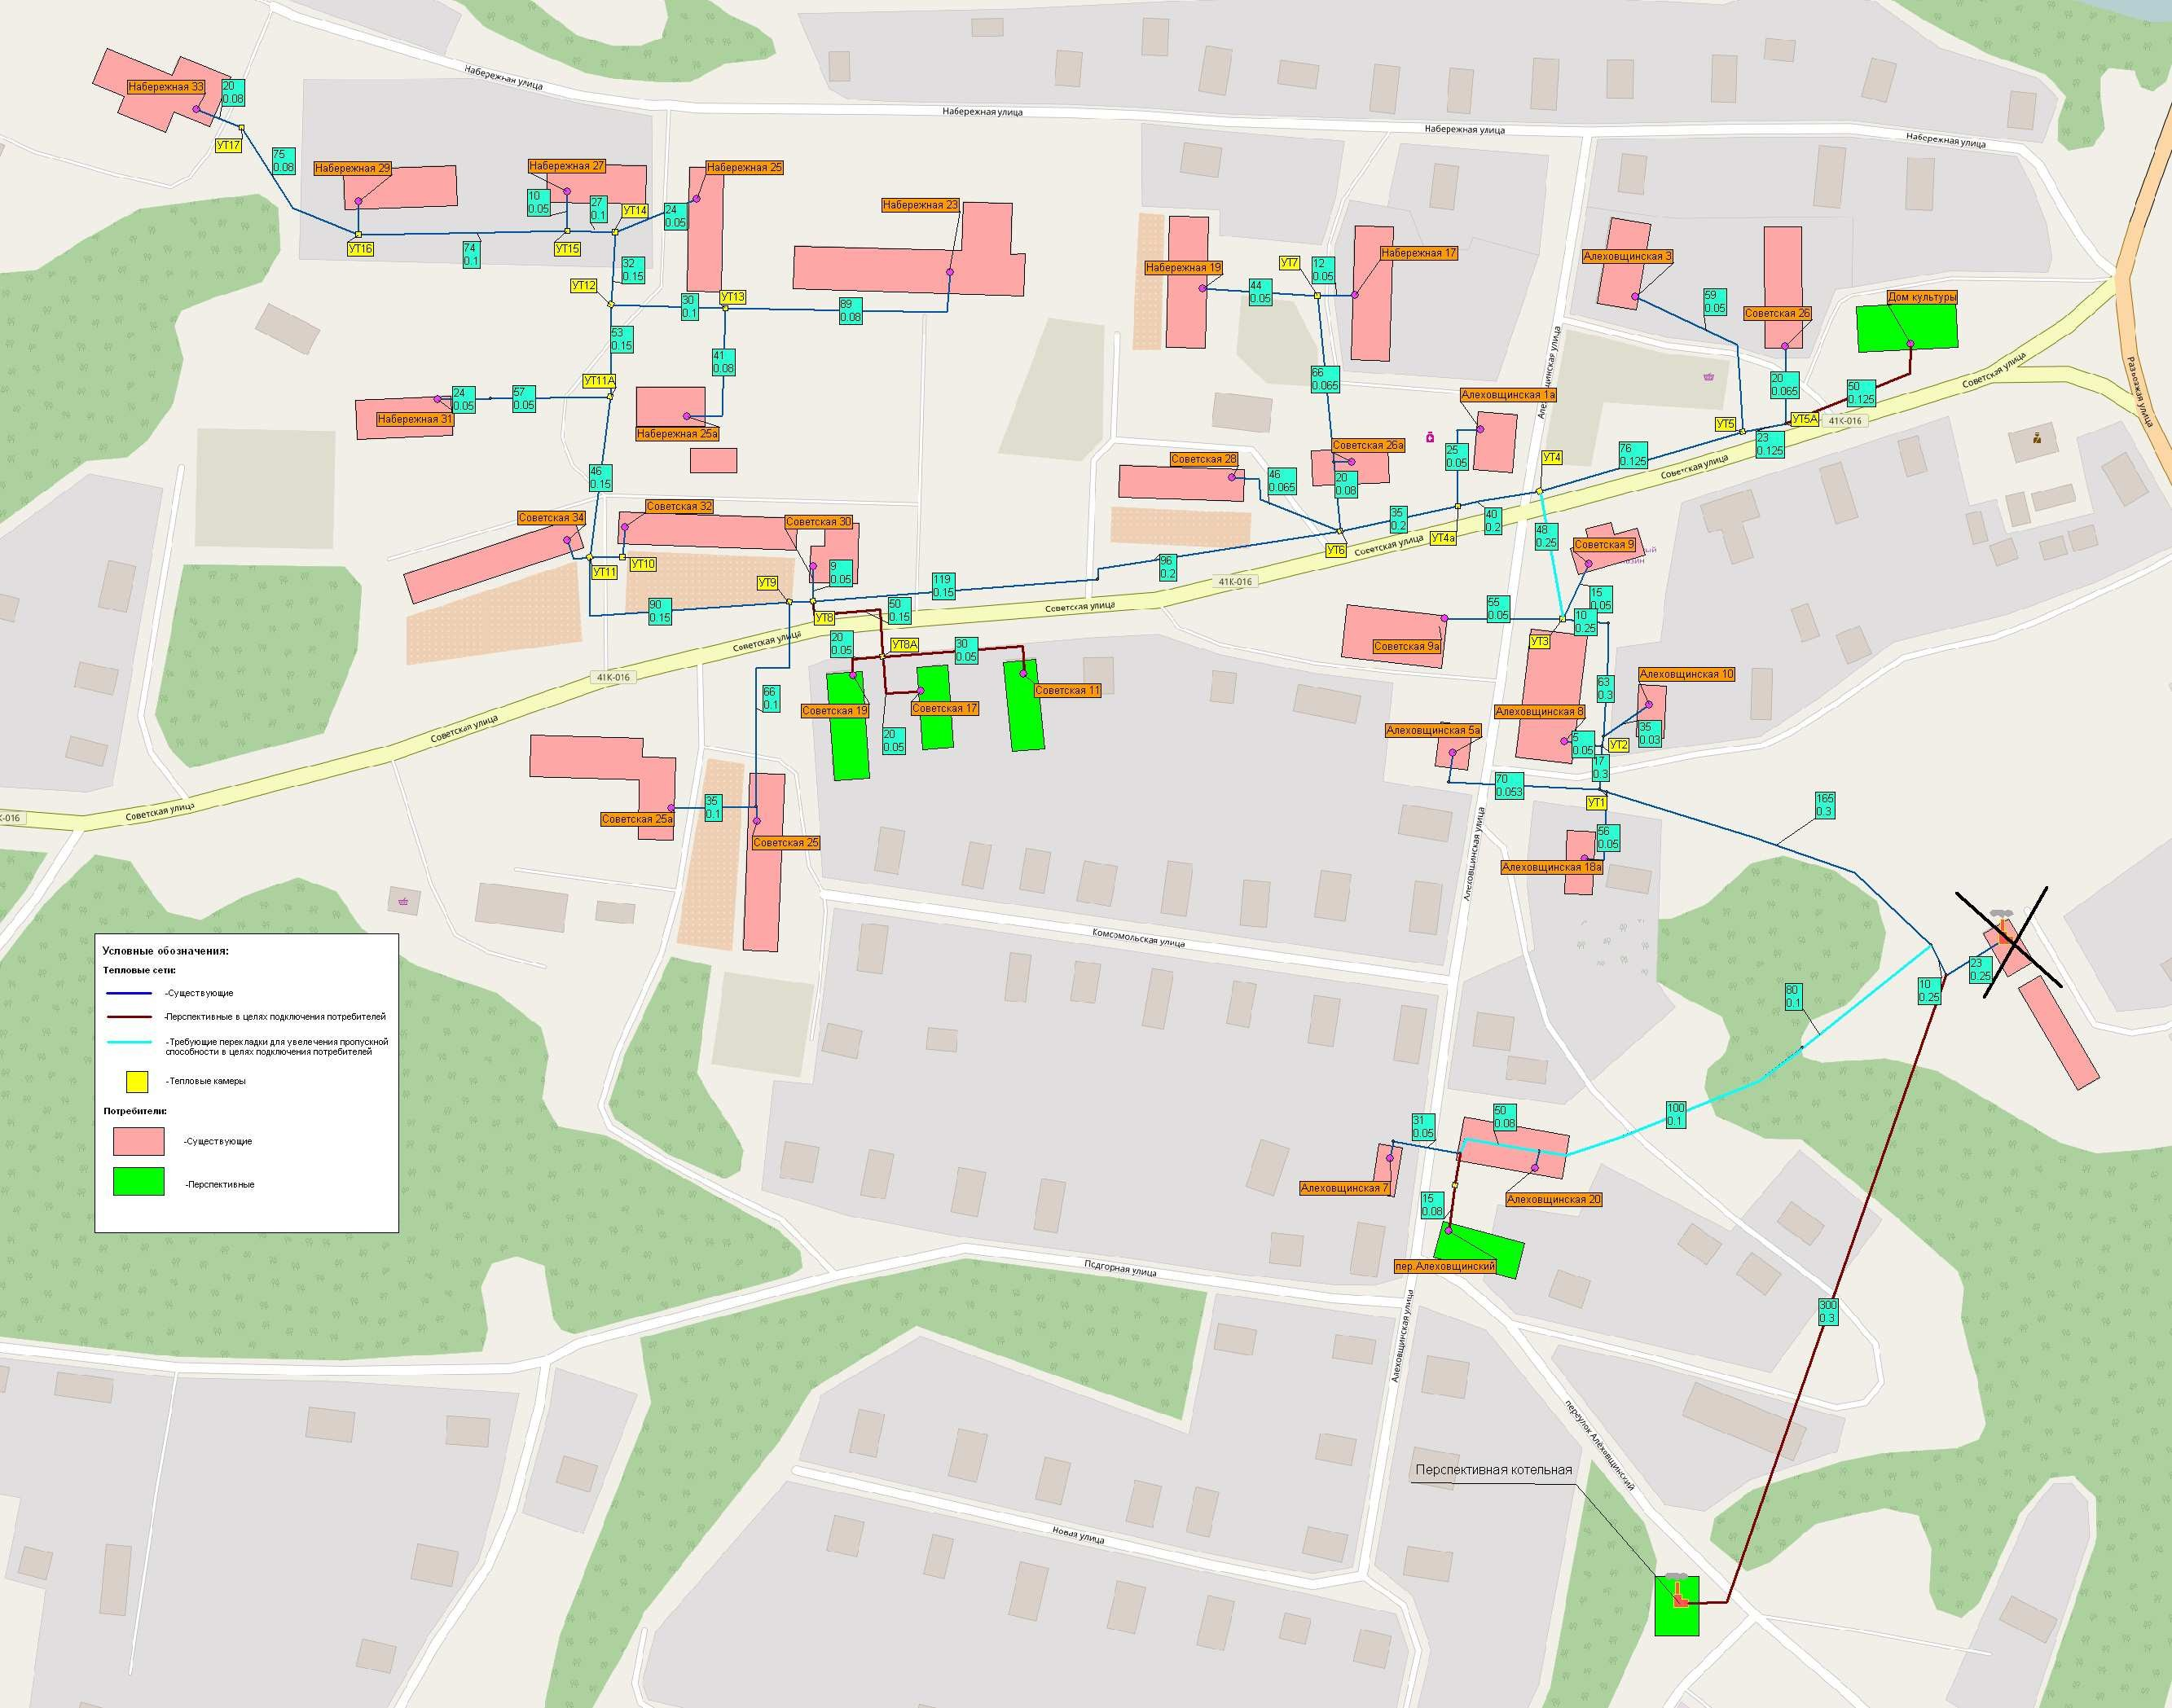 Набережная улица
Набережная улица
Набережная улица
Набережная улица
Набережная 33
20
0.08
УТ17
75
0.08
Набережная 29
Набережная 27
Набережная 25
10
0.05
27
0.1
УТ14
24
0.05
УТ16
74
0.1
УТ15
Набережная 23
32
0.15
УТ12
30
0.1
УТ13
89
0.08
53
0.15
41
0.08
УТ11А
24
0.05
57
0.05
Набережная 31
Набережная 25а
46
0.15
Набережная 19
44
0.05
УТ7
12
0.05
Набережная 17
66
0.065
Алеховщинская 3
59
0.05
Советская 26
Дом культуры
20
0.065
50
0.125
УТ5
УТ5А
23
0.125
41К-016
Советская улица
Разъезжая улица
Алеховщинская 1а
Советская 26а
25
0.05
УТ4
76
0.125
Советская улица
Советская 28
46
0.065
20
0.08
35
0.2
УТ4а
40
0.2
УТ6
Советская улица
96
0.2
41К-016
48
0.25
Советская 9
15
0.05
10
0.25
УТ3
55
0.05
Советская 9а
Советская 34
Советская 32
Советская 30
УТ11
УТ10
УТ9
9
0.05
119
0.15
90
0.15
УТ8
50
0.15
Советская улица
Советская улица
20
0.05
УТ8А
30
0.05
41К-016
Советская 19
Советская 17
Советская 11
20
0.05
66
0.1
Советская улица
Советская улица
К-016
35
0.1
Советская 25а
Советская 25
63
0.3
Алеховщинская 10
Алеховщинская 8
35
0.03
5
0.05
УТ2
17
0.3
Алеховщинская 5а
70
0.053
УТ1
56
0.05
Алеховщинская 18а
165
0.3
Алеховщинская улица
Комсомольская улица
23
0.25
10
0.25
80
0.1
100
0.1
Условные обозначения:
Тепловые сети:
-Существующие
-Перспективные в целях подключения потребителей
-Требующие перекладки для увелечения пропускной
способности в целях подключения потребителей
-Тепловые камеры
Потребители:
-Существующие
-Перспективные
31
0.05
50
0.08
Алеховщинская 7
15
0.08
Алеховщинская 20
пер.Алеховщинский
Подгорная улица
Алеховщинская улица
300
0.3
переулок Алёховщинский
Перспективная котельная
Новая улица